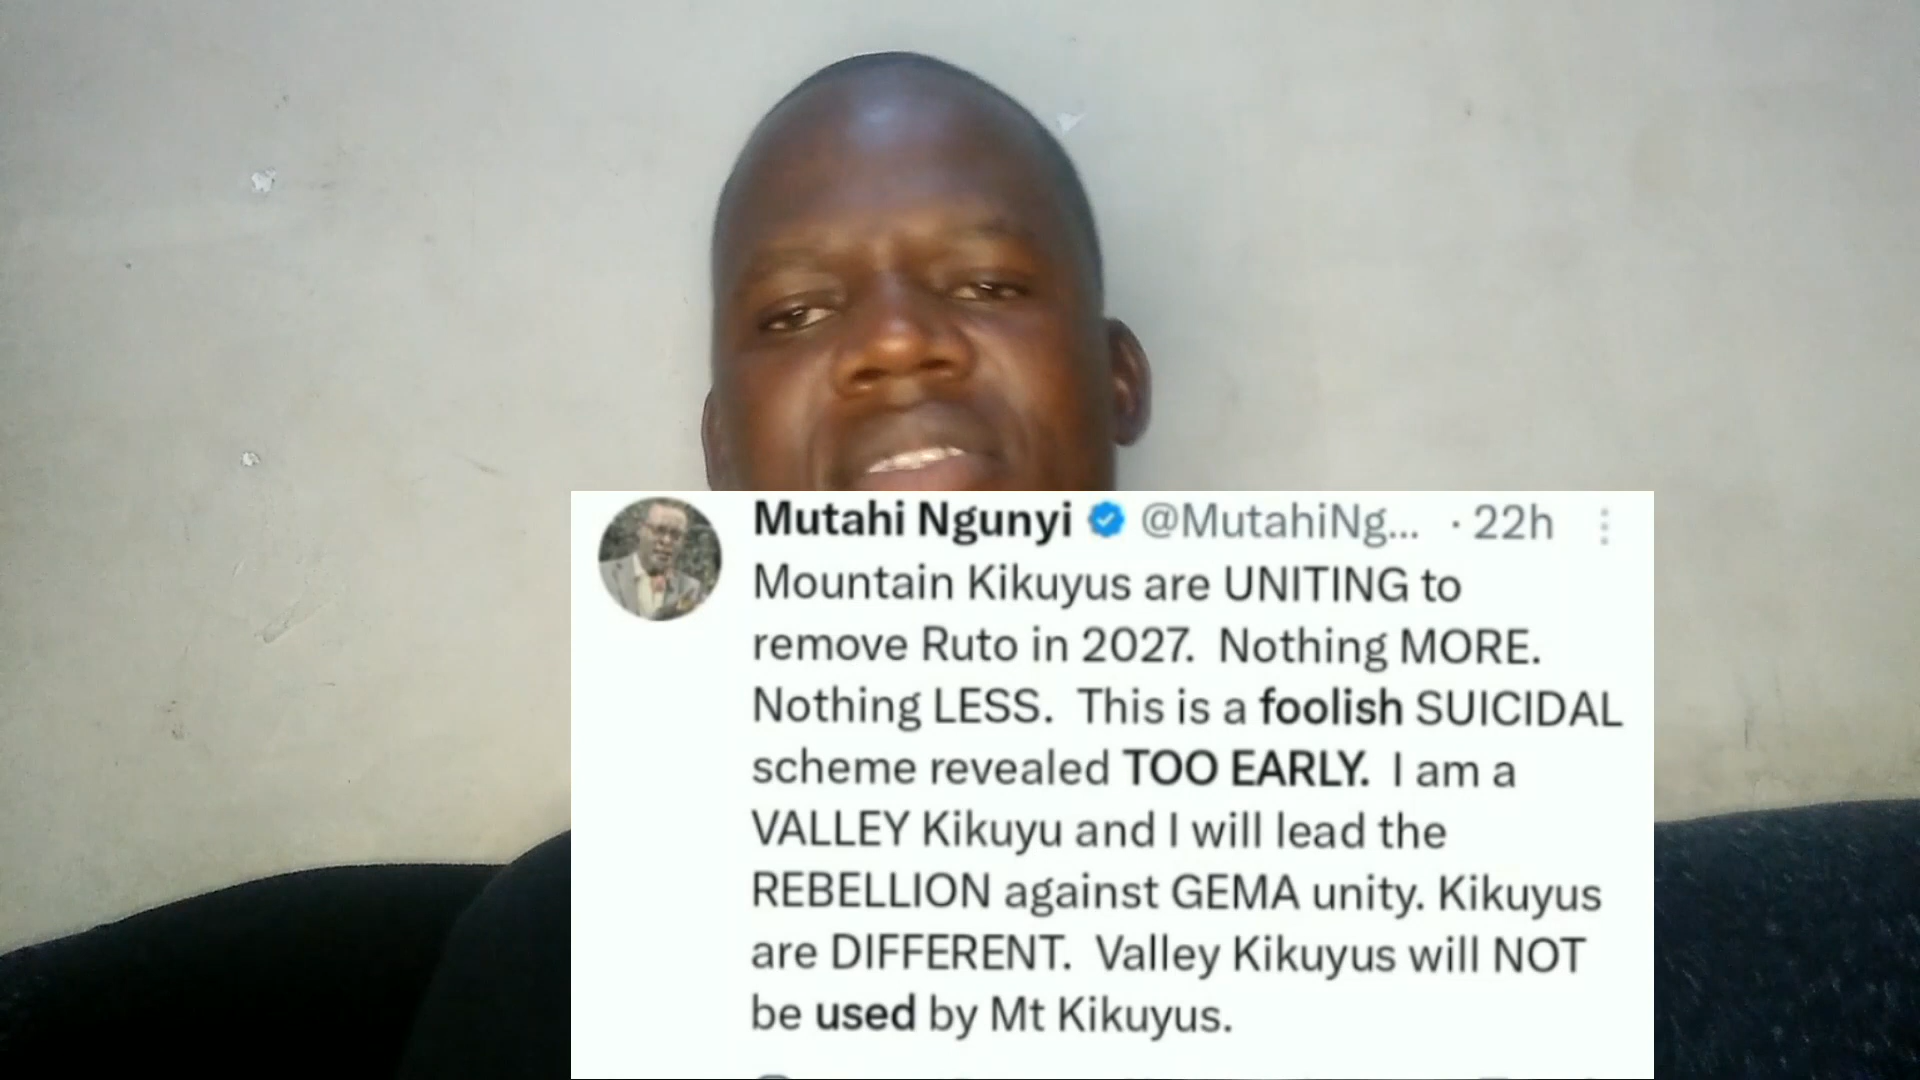 Mutahi Ngunyi @MutahiNg... · 22h
Mountain Kikuyus are UNITING to
remove Ruto in 2027. Nothing MORE.
Nothing LESS. This is a foolish SUICIDAL
scheme revealed TOO EARLY. I am a
VALLEY Kikuyu and I will lead the
REBELLION against GEMA unity. Kikuyus
are DIFFERENT. Valley Kikuyus will NOT
be used by Mt Kikuyus.